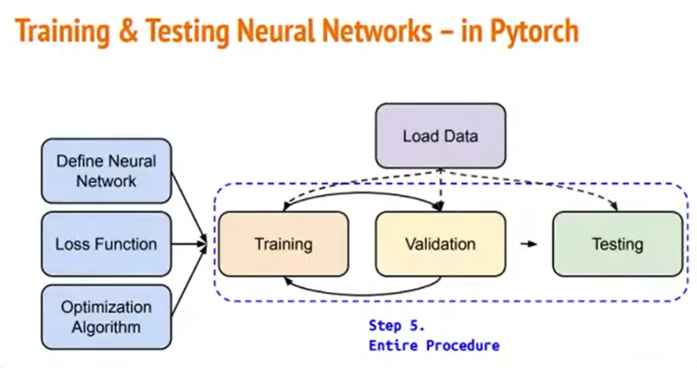 Training & Testing Neural Networks – in Pytorch
Load Data
Define Neural
Network
Loss Function
Optimization
Algorithm
Training
Validation
Testing
Step 5.
Entire Procedure